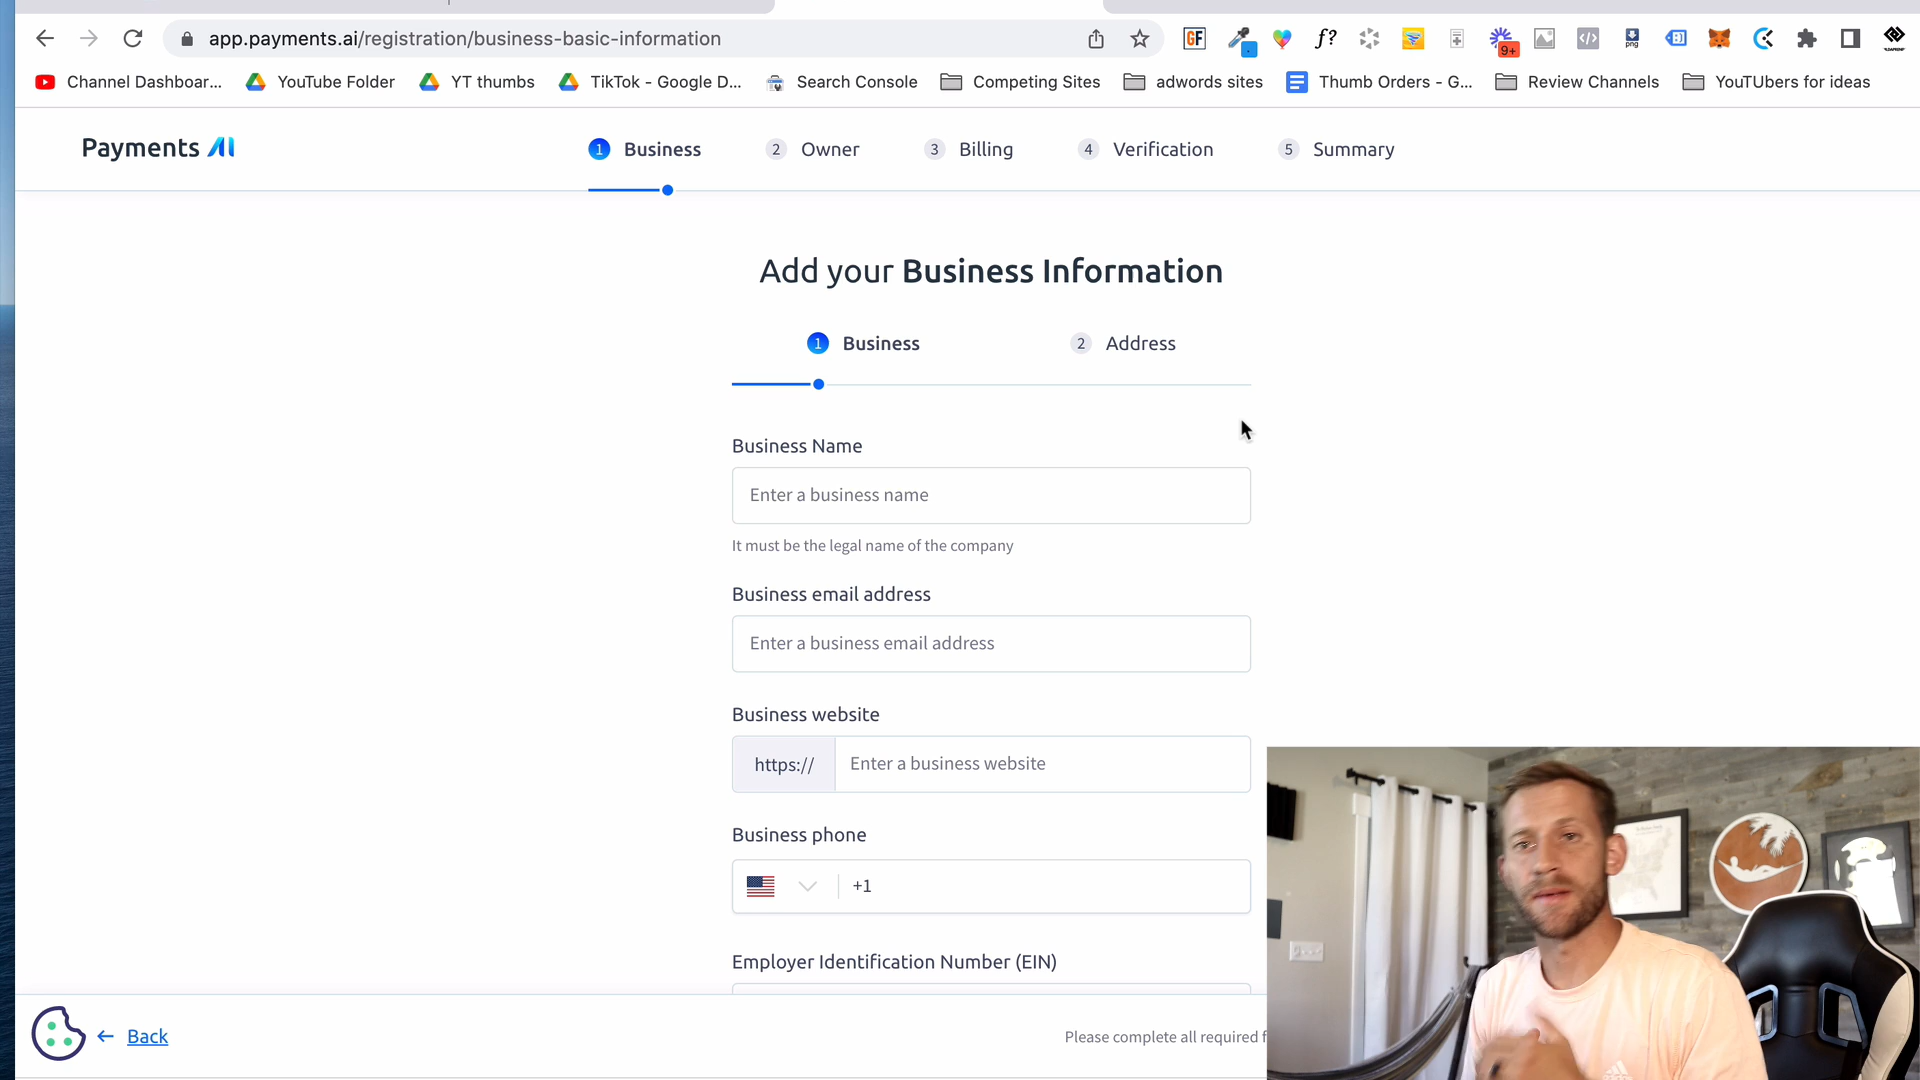 app.payments.ai/registration/business-basic-information
GF
f?
9+
png
Channel Dashboar...
YouTube Folder
YT thumbs
TikTok - Google D...
Search Console
Competing Sites
adwords sites
Thumb Orders - G...
Review Channels
YouTUbers for ideas
Payments AI
1 Business
2 Owner
3 Billing
4 Verification
5 Summary
Add your Business Information
1 Business
2 Address
Business Name
Enter a business name
It must be the legal name of the company
Business email address
Enter a business email address
Business website
https:// Enter a business website
Business phone
+1
Employer Identification Number (EIN)
Back
Please complete all required f